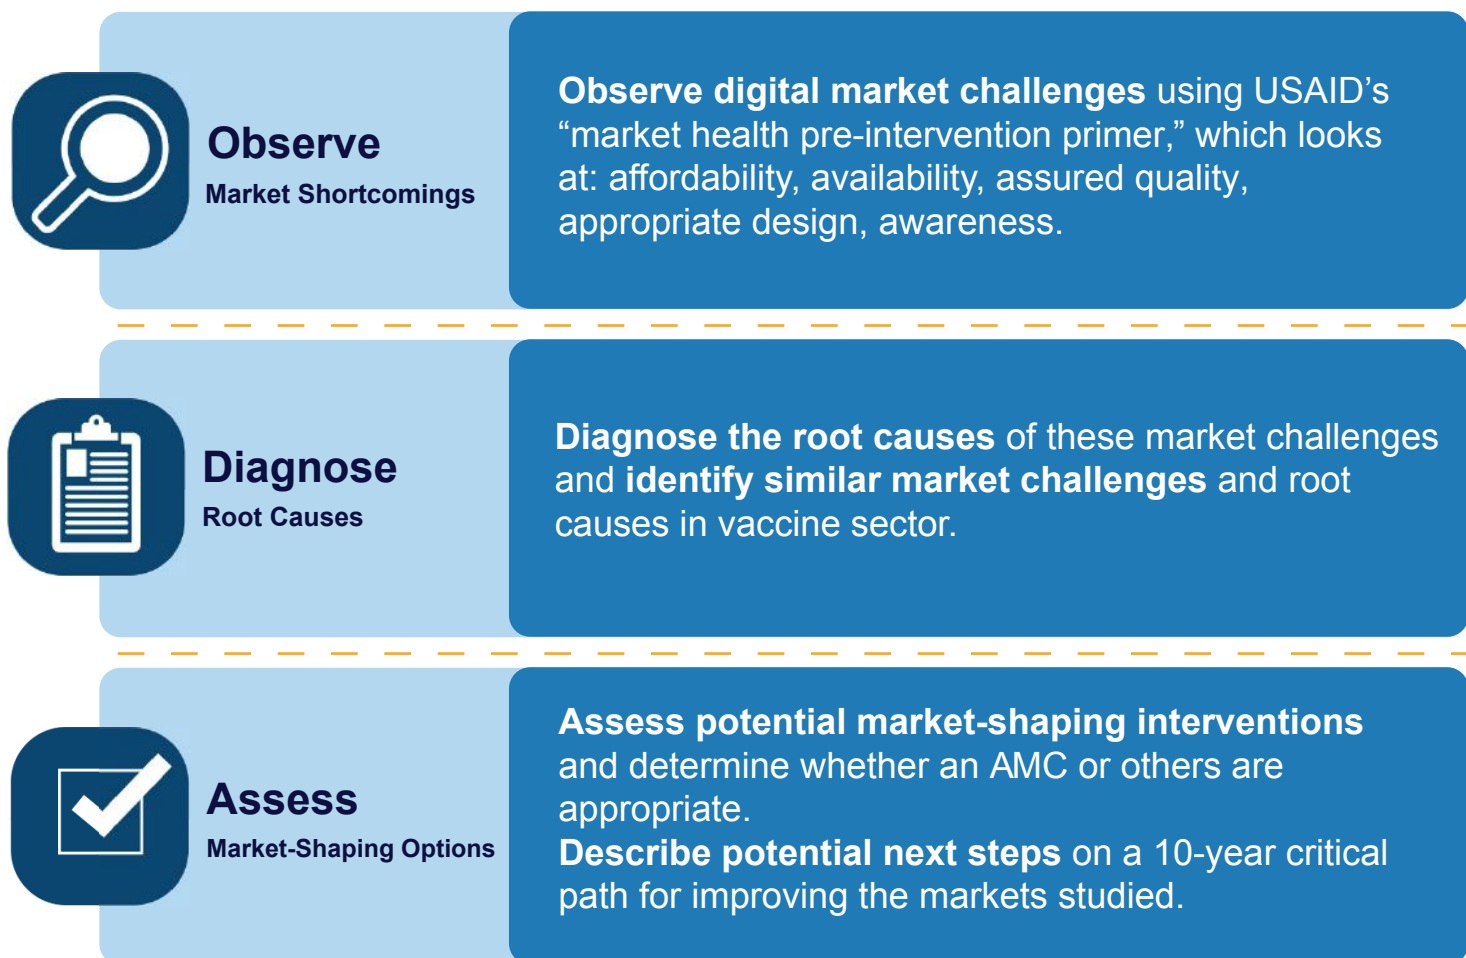 Observe
Market Shortcomings
Observe digital market challenges using USAID’s
“market health pre-intervention primer,” which looks
at: affordability, availability, assured quality,
appropriate design, awareness.
Diagnose
Root Causes
Diagnose the root causes of these market challenges
and identify similar market challenges and root
causes in vaccine sector.
Assess
Market-Shaping Options
Assess potential market-shaping interventions
and determine whether an AMC or others are
appropriate.
Describe potential next steps on a 10-year critical
path for improving the markets studied.